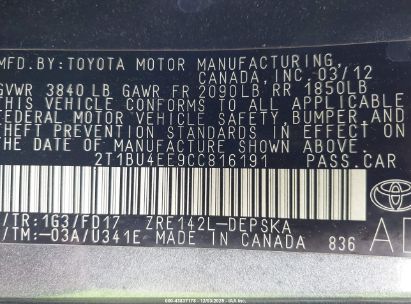 MFD. BY: TOYOTA MOTOR MANUFACTURING,
CANADA, INC. 03/12
GVWR 3840 LB GAWR FR 2090LB RR 1850LB
THIS VEHICLE CONFORMS TO ALL APPLICABLE
FEDERAL MOTOR VEHICLE SAFETY, BUMPER, AND
THEFT PREVENTION STANDARDS IN EFFECT ON
THE DATE OF MANUFACTURE SHOWN ABOVE.
2T1BU4EE9CC816191 PASS.CAR
/TR:1G3/FD17 ZRE142L-DEPSKA
/TM:-03A/U341E MADE IN CANADA 836
TOYOTA